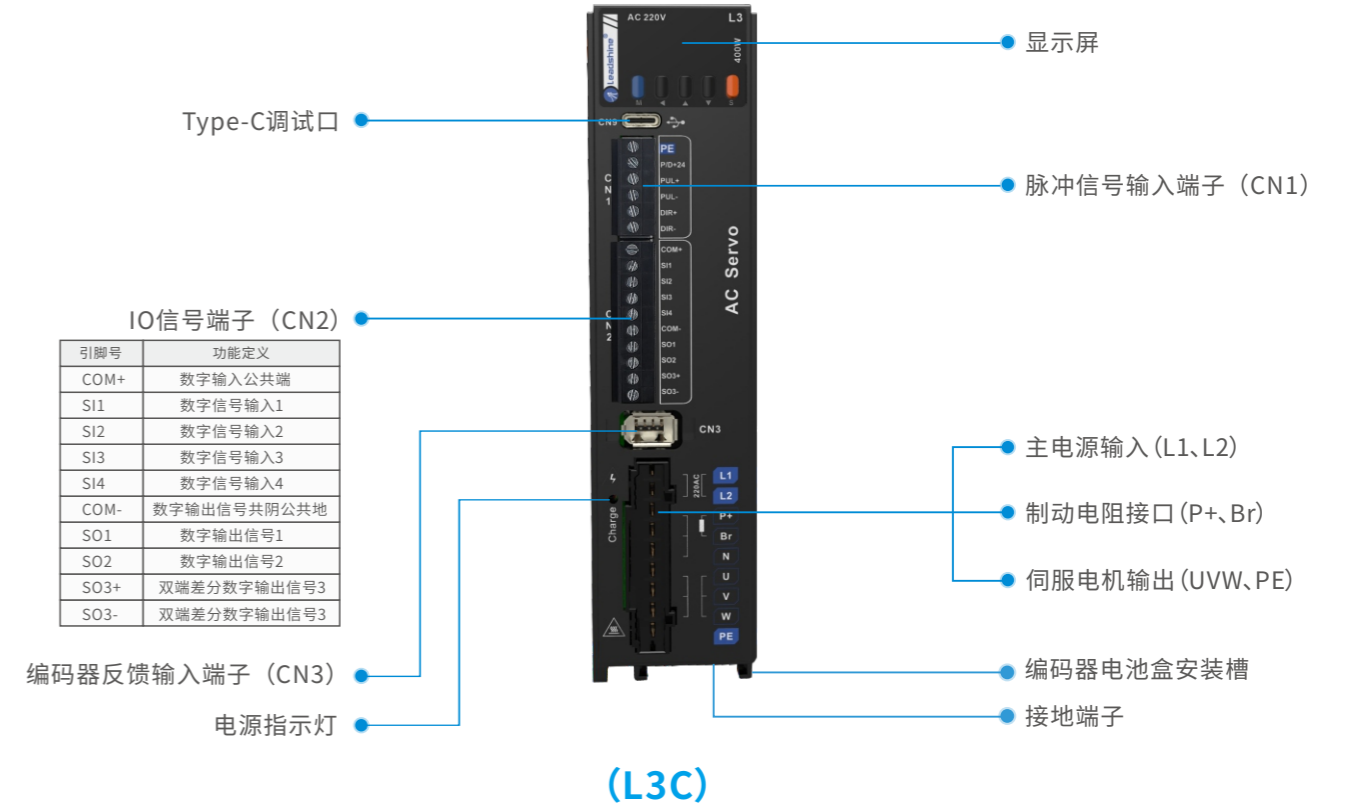 AC 220V
L3
400W
Leadshine®
M
S
显示屏
Type-C调试口
CN9
PE
P/D+24
PUL+
PUL-
DIR+
DIR-
CN1
脉冲信号输入端子（CN1）
AC Servo
COM+
SI1
SI2
SI3
SI4
COM-
SO1
SO2
SO3+
SO3-
CN2
IO信号端子（CN2）
引脚号 功能定义
COM+ 数字输入公共端
SI1 数字信号输入1
SI2 数字信号输入2
SI3 数字信号输入3
SI4 数字信号输入4
COM- 数字输出信号共阴公共地
SO1 数字输出信号1
SO2 数字输出信号2
SO3+ 双端差分数字输出信号3
SO3- 双端差分数字输出信号3
CN3
220AC
L1
L2
P+
Br
N
U
V
W
PE
Charge
主电源输入(L1、L2)
制动电阻接口(P+、Br)
伺服电机输出(UVW、PE)
编码器反馈输入端子（CN3）
电源指示灯
编码器电池盒安装槽
接地端子
（L3C）